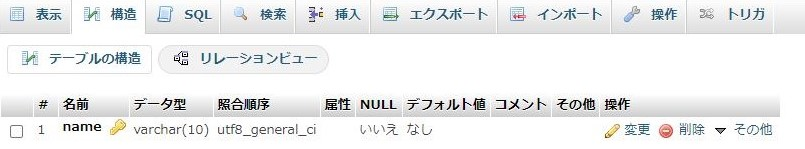 表示 構造 SQL 検索 挿入 エクスポート インポート 操作 トリガ
テーブルの構造 リレーションビュー
# 名前 データ型 照合順序 属性 NULL デフォルト値 コメント その他 操作
1 name varchar(10) utf8_general_ci いいえ なし 変更 削除 その他